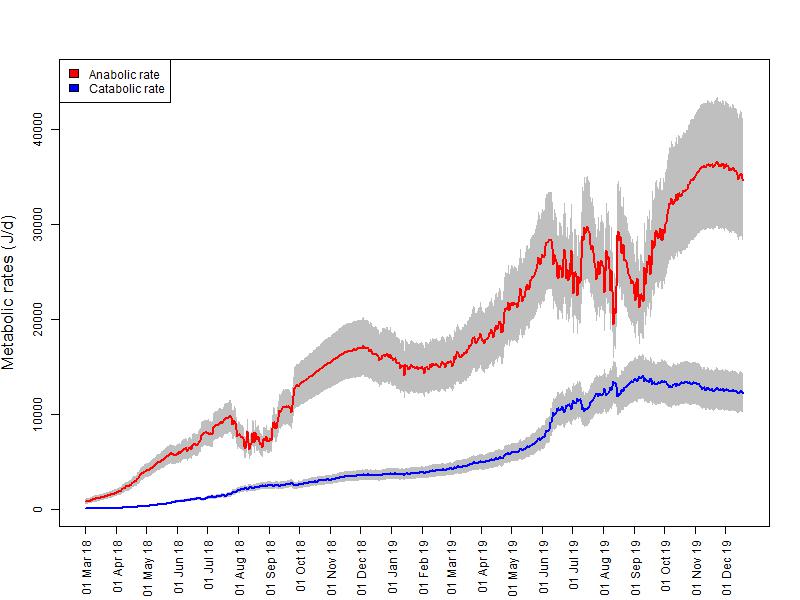 Anabolic rate
Catabolic rate
Metabolic rates (J/d)
40000
30000
20000
10000
0
01 Mar 18
01 Apr 18
01 May 18
01 Jun 18
01 Jul 18
01 Aug 18
01 Sep 18
01 Oct 18
01 Nov 18
01 Dec 18
01 Jan 19
01 Feb 19
01 Mar 19
01 Apr 19
01 May 19
01 Jun 19
01 Jul 19
01 Aug 19
01 Sep 19
01 Oct 19
01 Nov 19
01 Dec 19